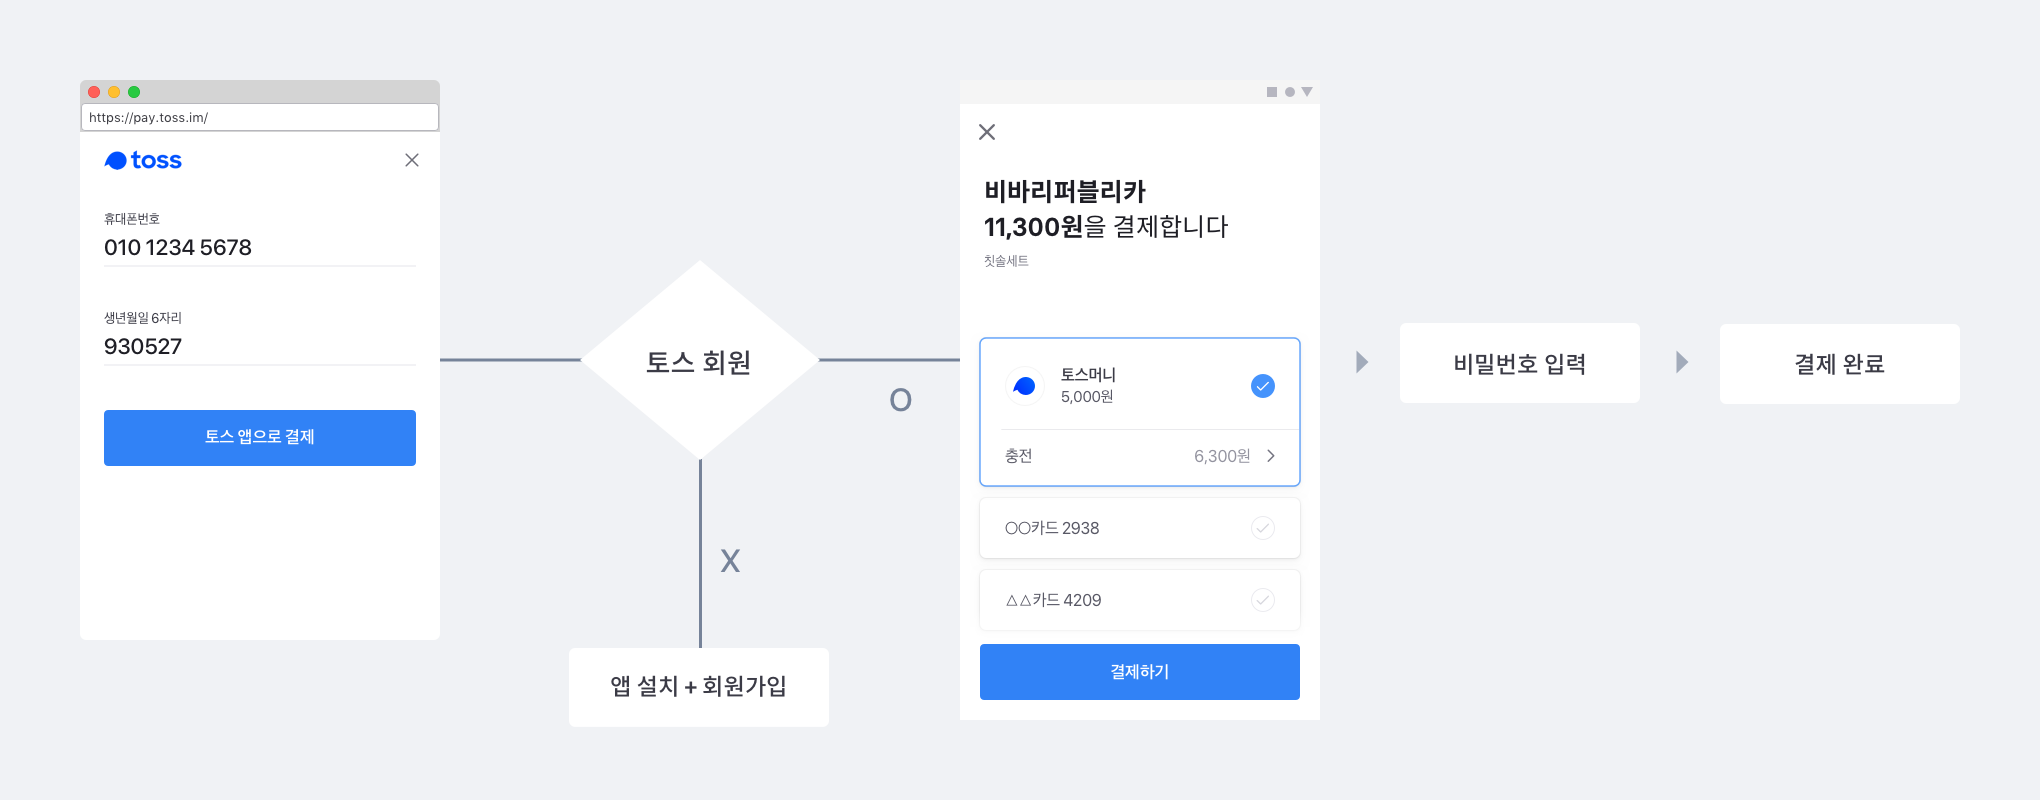 https://pay.toss.im/
toss
휴대폰번호
010 1234 5678
생년월일 6자리
930527
토스 앱으로 결제
토스 회원
O
X
앱 설치 + 회원가입
비바리퍼블리카
11,300원을 결제합니다
칫솔세트
토스머니
5,000원
충전 6,300원
○○카드 2938
△△카드 4209
결제하기
비밀번호 입력
결제 완료